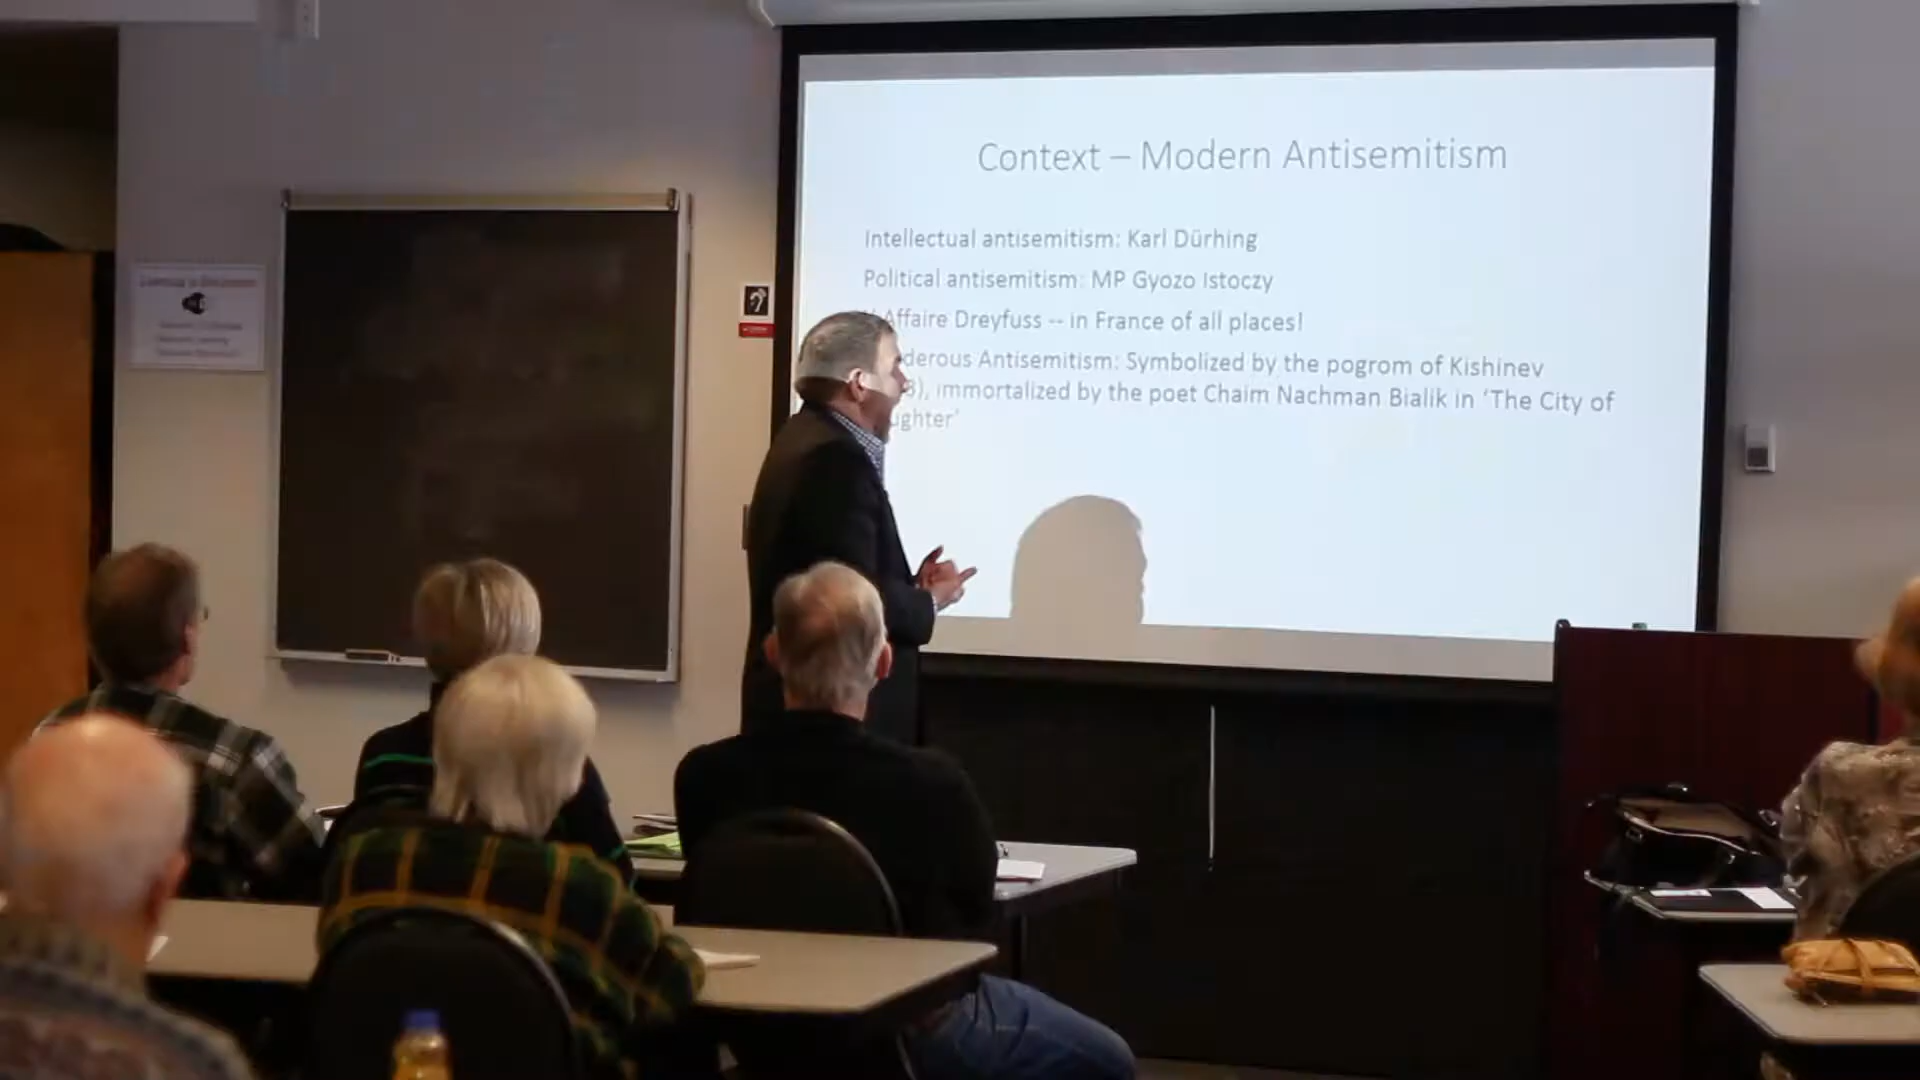 Context – Modern Antisemitism
Intellectual antisemitism: Karl Dürhing
Political antisemitism: MP Gyozo Istoczy
Affaire Dreyfuss -- in France of all places!
derous Antisemitism: Symbolized by the pogrom of Kishinev
3), immortalized by the poet Chaim Nachman Bialik in ‘The City of
ughter’